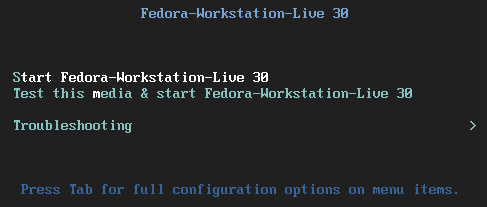 Fedora-Workstation-Live 30
Start Fedora-Workstation-Live 30
Test this media & start Fedora-Workstation-Live 30
Troubleshooting >
Press Tab for full configuration options on menu items.